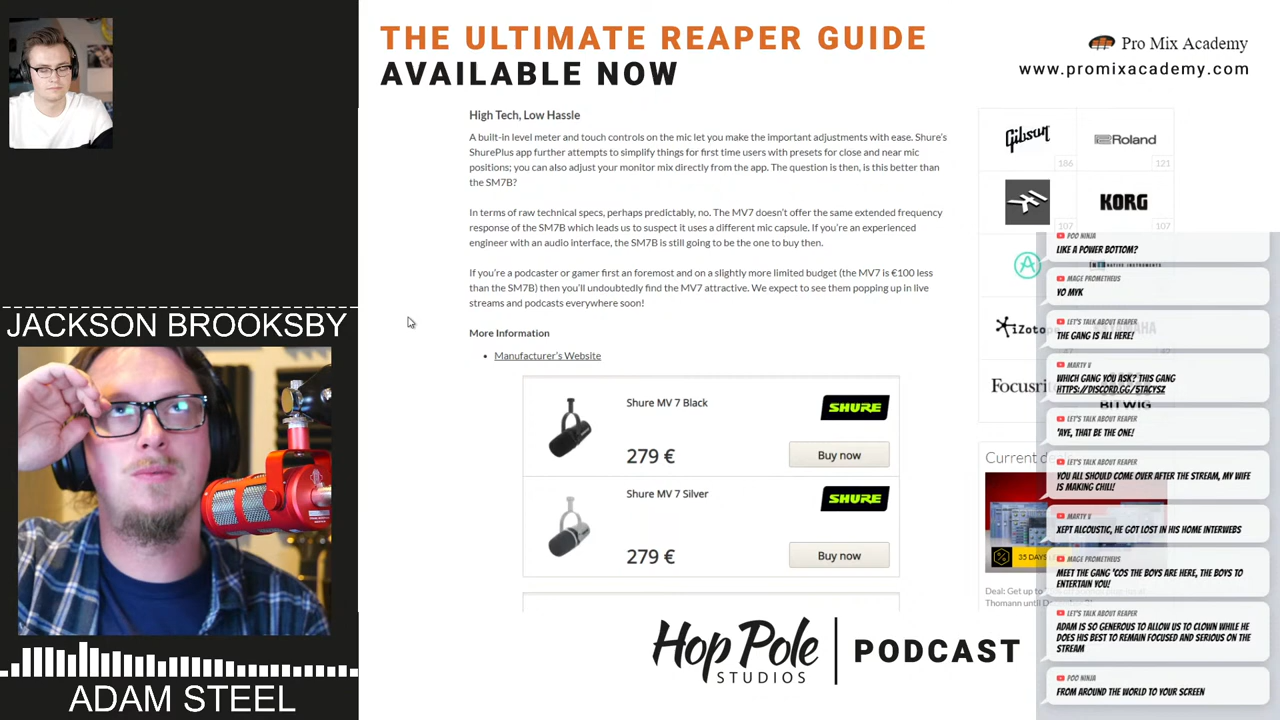 THE ULTIMATE REAPER GUIDE
AVAILABLE NOW
Pro Mix Academy
www.promixacademy.com
High Tech, Low Hassle
A built-in level meter and touch controls on the mic let you make the important adjustments with ease. Shure's
ShurePlus app further attempts to simplify things for first time users with presets for close and near mic
positions; you can also adjust your monitor mix directly from the app. The question is then, is this better than
the SM7B?
In terms of raw technical specs, perhaps predictably, no. The MV7 doesn't offer the same extended frequency
response of the SM7B which leads us to suspect it uses a different mic capsule. If you're an experienced
engineer with an audio interface, the SM7B is still going to be the one to buy then.
If you're a podcaster or gamer first an foremost and on a slightly more limited budget (the MV7 is €100 less
than the SM7B) then you'll undoubtedly find the MV7 attractive. We expect to see them popping up in live
streams and podcasts everywhere soon!
More Information
• Manufacturer's Website
Shure MV 7 Black
SHURE
279 €
Buy now
Shure MV 7 Silver
SHURE
279 €
Buy now
Gibson
186
Roland
121
KORG
107
107
NATIVE INSTRUMENTS
iZotope
YAMAHA
BITWIG
Current deals
35 DAYS
Deal: Get up to
Thomann until
POO NINJA
LIKE A POWER BOTTOM?
MAGE PROMETHEUS
YO MYK
LET'S TALK ABOUT REAPER
THE GANG IS ALL HERE!
MARTY V
WHICH GANG YOU ASK? THIS GANG
HTTPS://DISCORD.GG/5TACYSZ
LET'S TALK ABOUT REAPER
'AYE, THAT BE THE ONE!
LET'S TALK ABOUT REAPER
YOU ALL SHOULD COME OVER AFTER THE STREAM, MY WIFE
IS MAKING CHILI!
MARTY V
XEPT ALCOUSTIC, HE GOT LOST IN HIS HOME INTERWEBS
MAGE PROMETHEUS
MEET THE GANG 'COS THE BOYS ARE HERE, THE BOYS TO
ENTERTAIN YOU!
LET'S TALK ABOUT REAPER
ADAM IS SO GENEROUS TO ALLOW US TO CLOWN WHILE HE
DOES HIS BEST TO REMAIN FOCUSED AND SERIOUS ON THE
STREAM
POO NINJA
FROM AROUND THE WORLD TO YOUR SCREEN
JACKSON BROOKSBY
ADAM STEEL
Hop Pole
STUDIOS
PODCAST